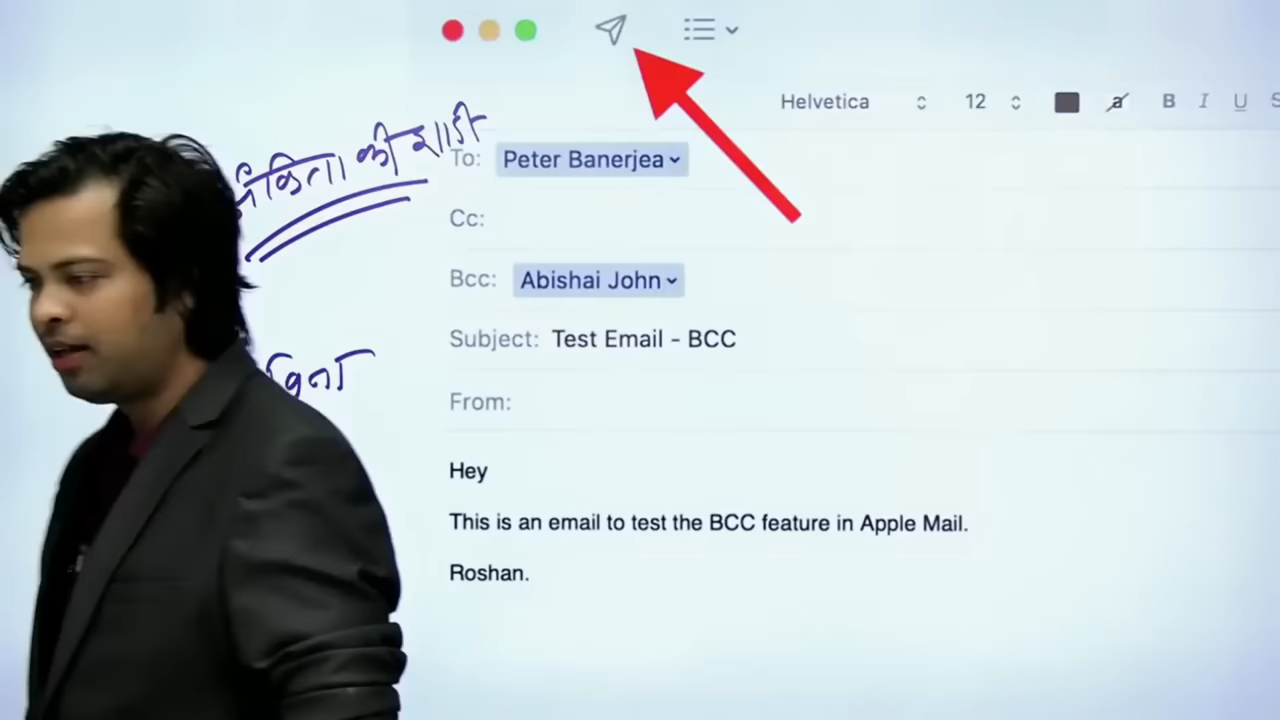 Helvetica 12 a B I U S
की शादी
To: Peter Banerjea
Cc:
Bcc: Abishai John
Subject: Test Email - BCC
From:
Hey
This is an email to test the BCC feature in Apple Mail.
Roshan.